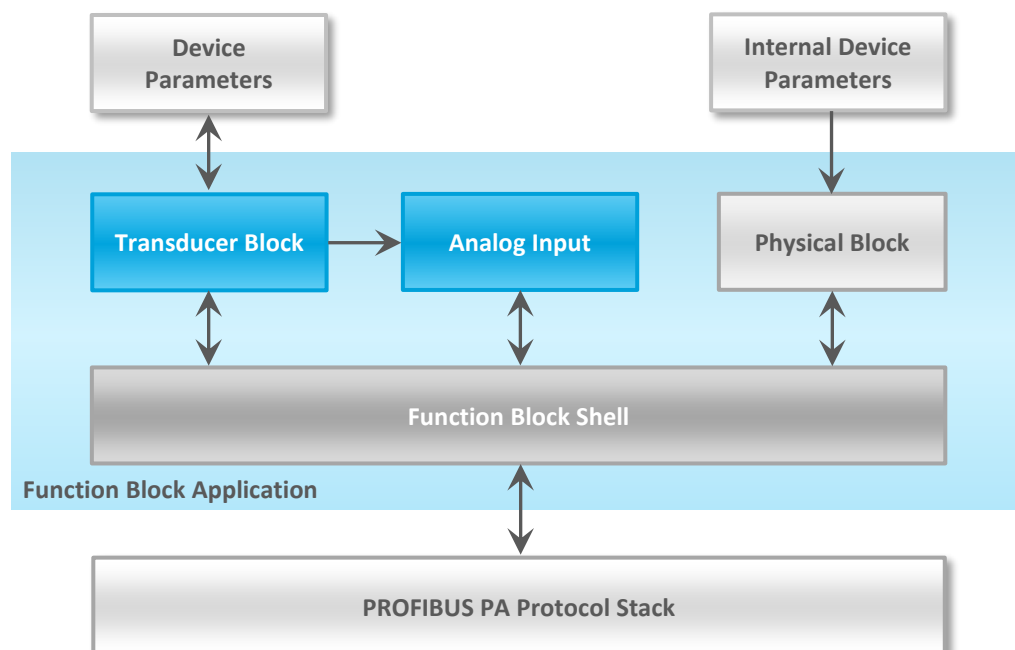 Device
Parameters
Internal Device
Parameters
Transducer Block
Analog Input
Physical Block
Function Block Shell
Function Block Application
PROFIBUS PA Protocol Stack